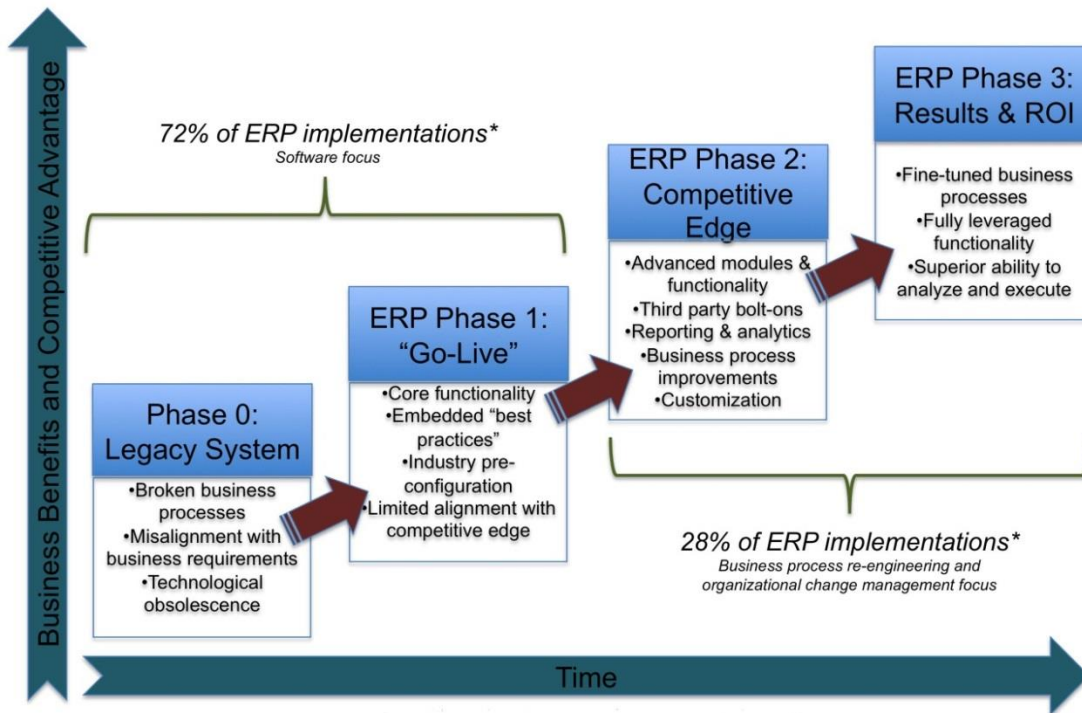 Business Benefits and Competitive Advantage
72% of ERP implementations*
Software focus
Phase 0:
Legacy System
•Broken business
processes
•Misalignment with
business requirements
•Technological
obsolescence
ERP Phase 1:
“Go-Live”
•Core functionality
•Embedded “best
practices”
•Industry pre-
configuration
•Limited alignment with
competitive edge
ERP Phase 2:
Competitive
Edge
•Advanced modules &
functionality
•Third party bolt-ons
•Reporting & analytics
•Business process
improvements
•Customization
ERP Phase 3:
Results & ROI
•Fine-tuned business
processes
•Fully leveraged
functionality
•Superior ability to
analyze and execute
28% of ERP implementations*
Business process re-engineering and
organizational change management focus
Time